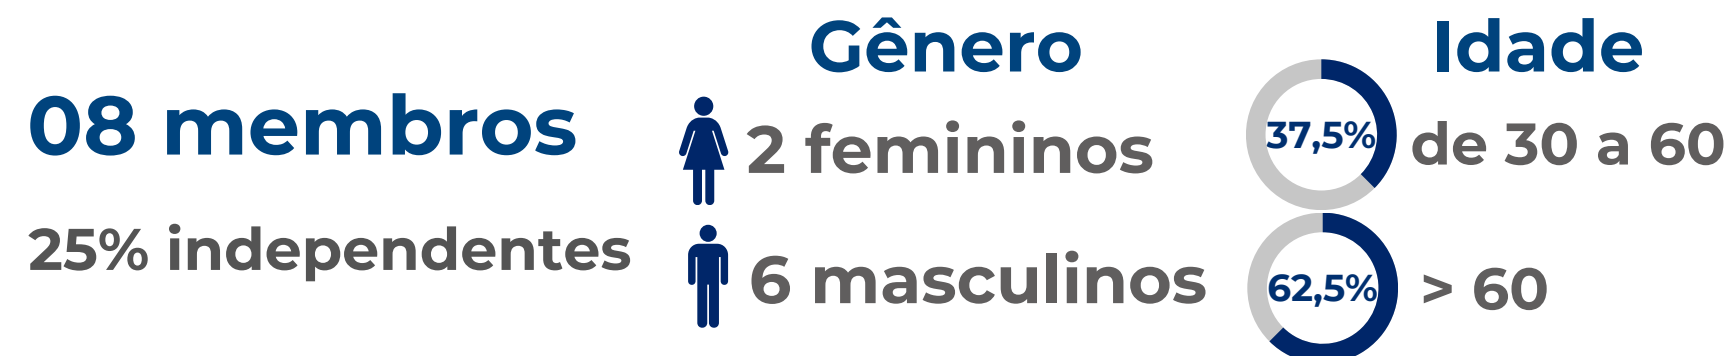 08 membros
25% independentes
Gênero
2 femininos
6 masculinos
Idade
37,5% de 30 a 60
62,5% > 60